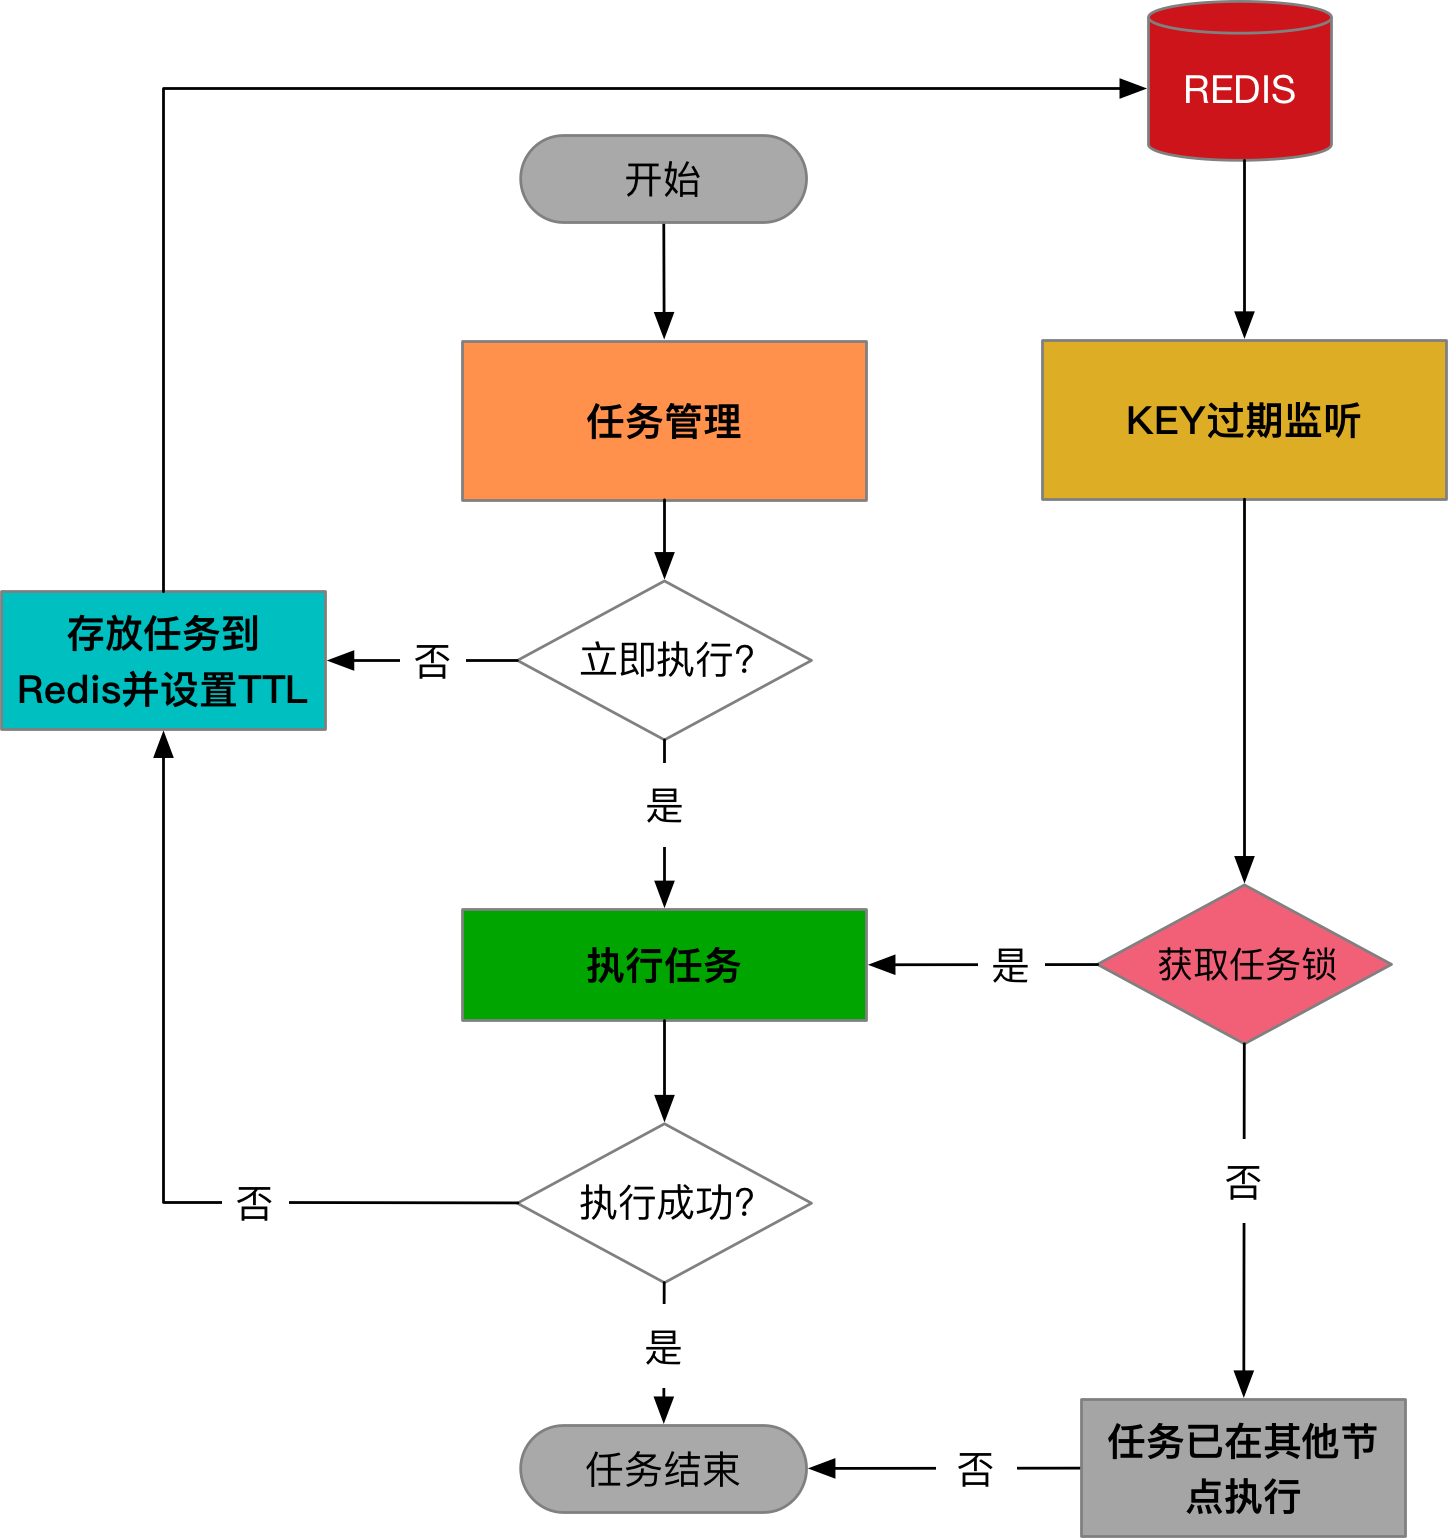 REDIS
开始
任务管理
KEY过期监听
存放任务到
Redis并设置TTL
否
立即执行?
是
执行任务
是
获取任务锁
否
执行成功?
否
是
任务结束
否
任务已在其他节
点执行